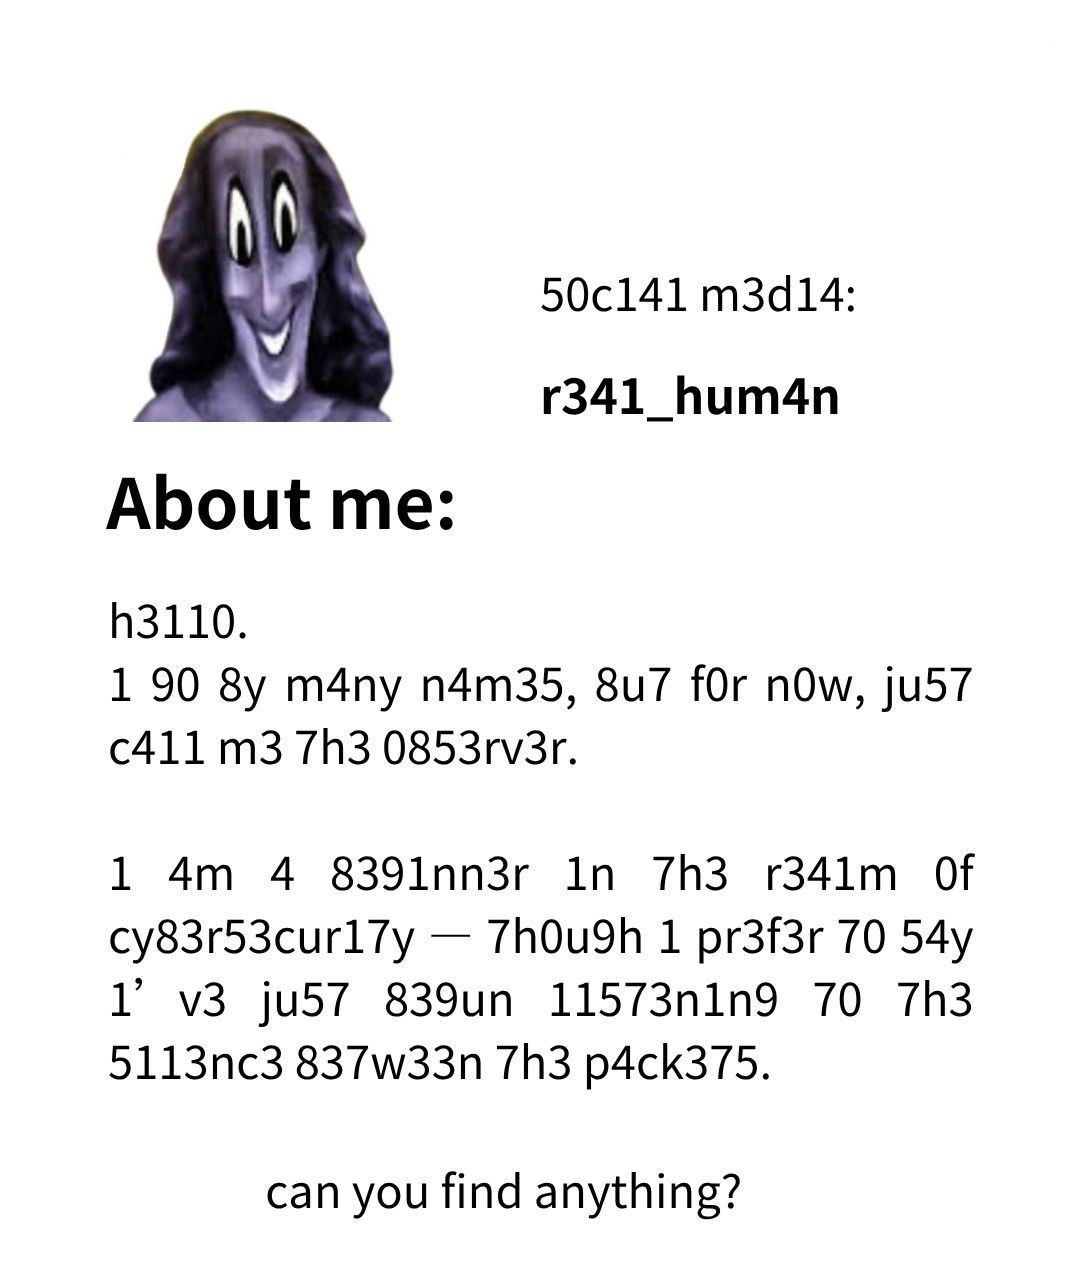 50c141 m3d14:
r341_hum4n
About me:
h3110.
1 90 8y m4ny n4m35, 8u7 f0r n0w, ju57
c411 m3 7h3 0853rv3r.
1 4m 4 8391nn3r 1n 7h3 r341m 0f
cy83r53cur17y — 7h0u9h 1 pr3f3r 70 54y
1’ v3 ju57 839un 11573n1n9 70 7h3
5113nc3 837w33n 7h3 p4ck375.
can you find anything?